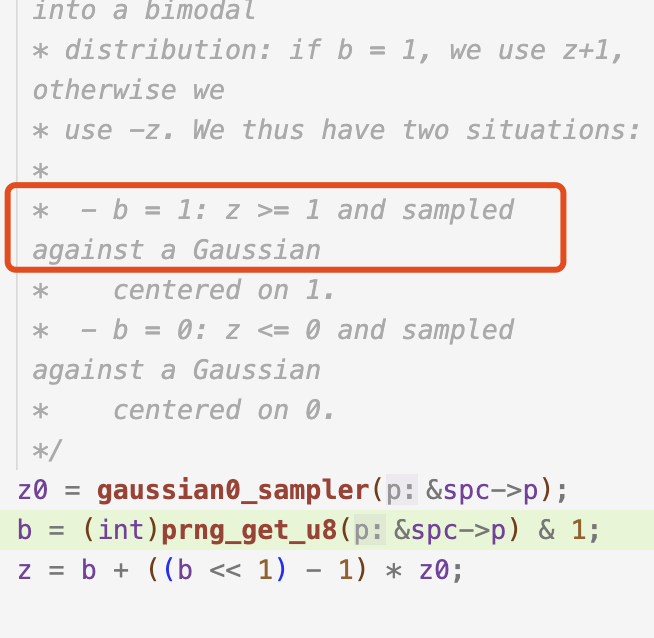 into a bimodal
* distribution: if b = 1, we use z+1,
otherwise we
* use -z. We thus have two situations:
*
*  - b = 1: z >= 1 and sampled
against a Gaussian
*    centered on 1.
*  - b = 0: z <= 0 and sampled
against a Gaussian
*    centered on 0.
*/
z0 = gaussian0_sampler(p: &spc->p);
b = (int)prng_get_u8(p: &spc->p) & 1;
z = b + ((b << 1) - 1) * z0;